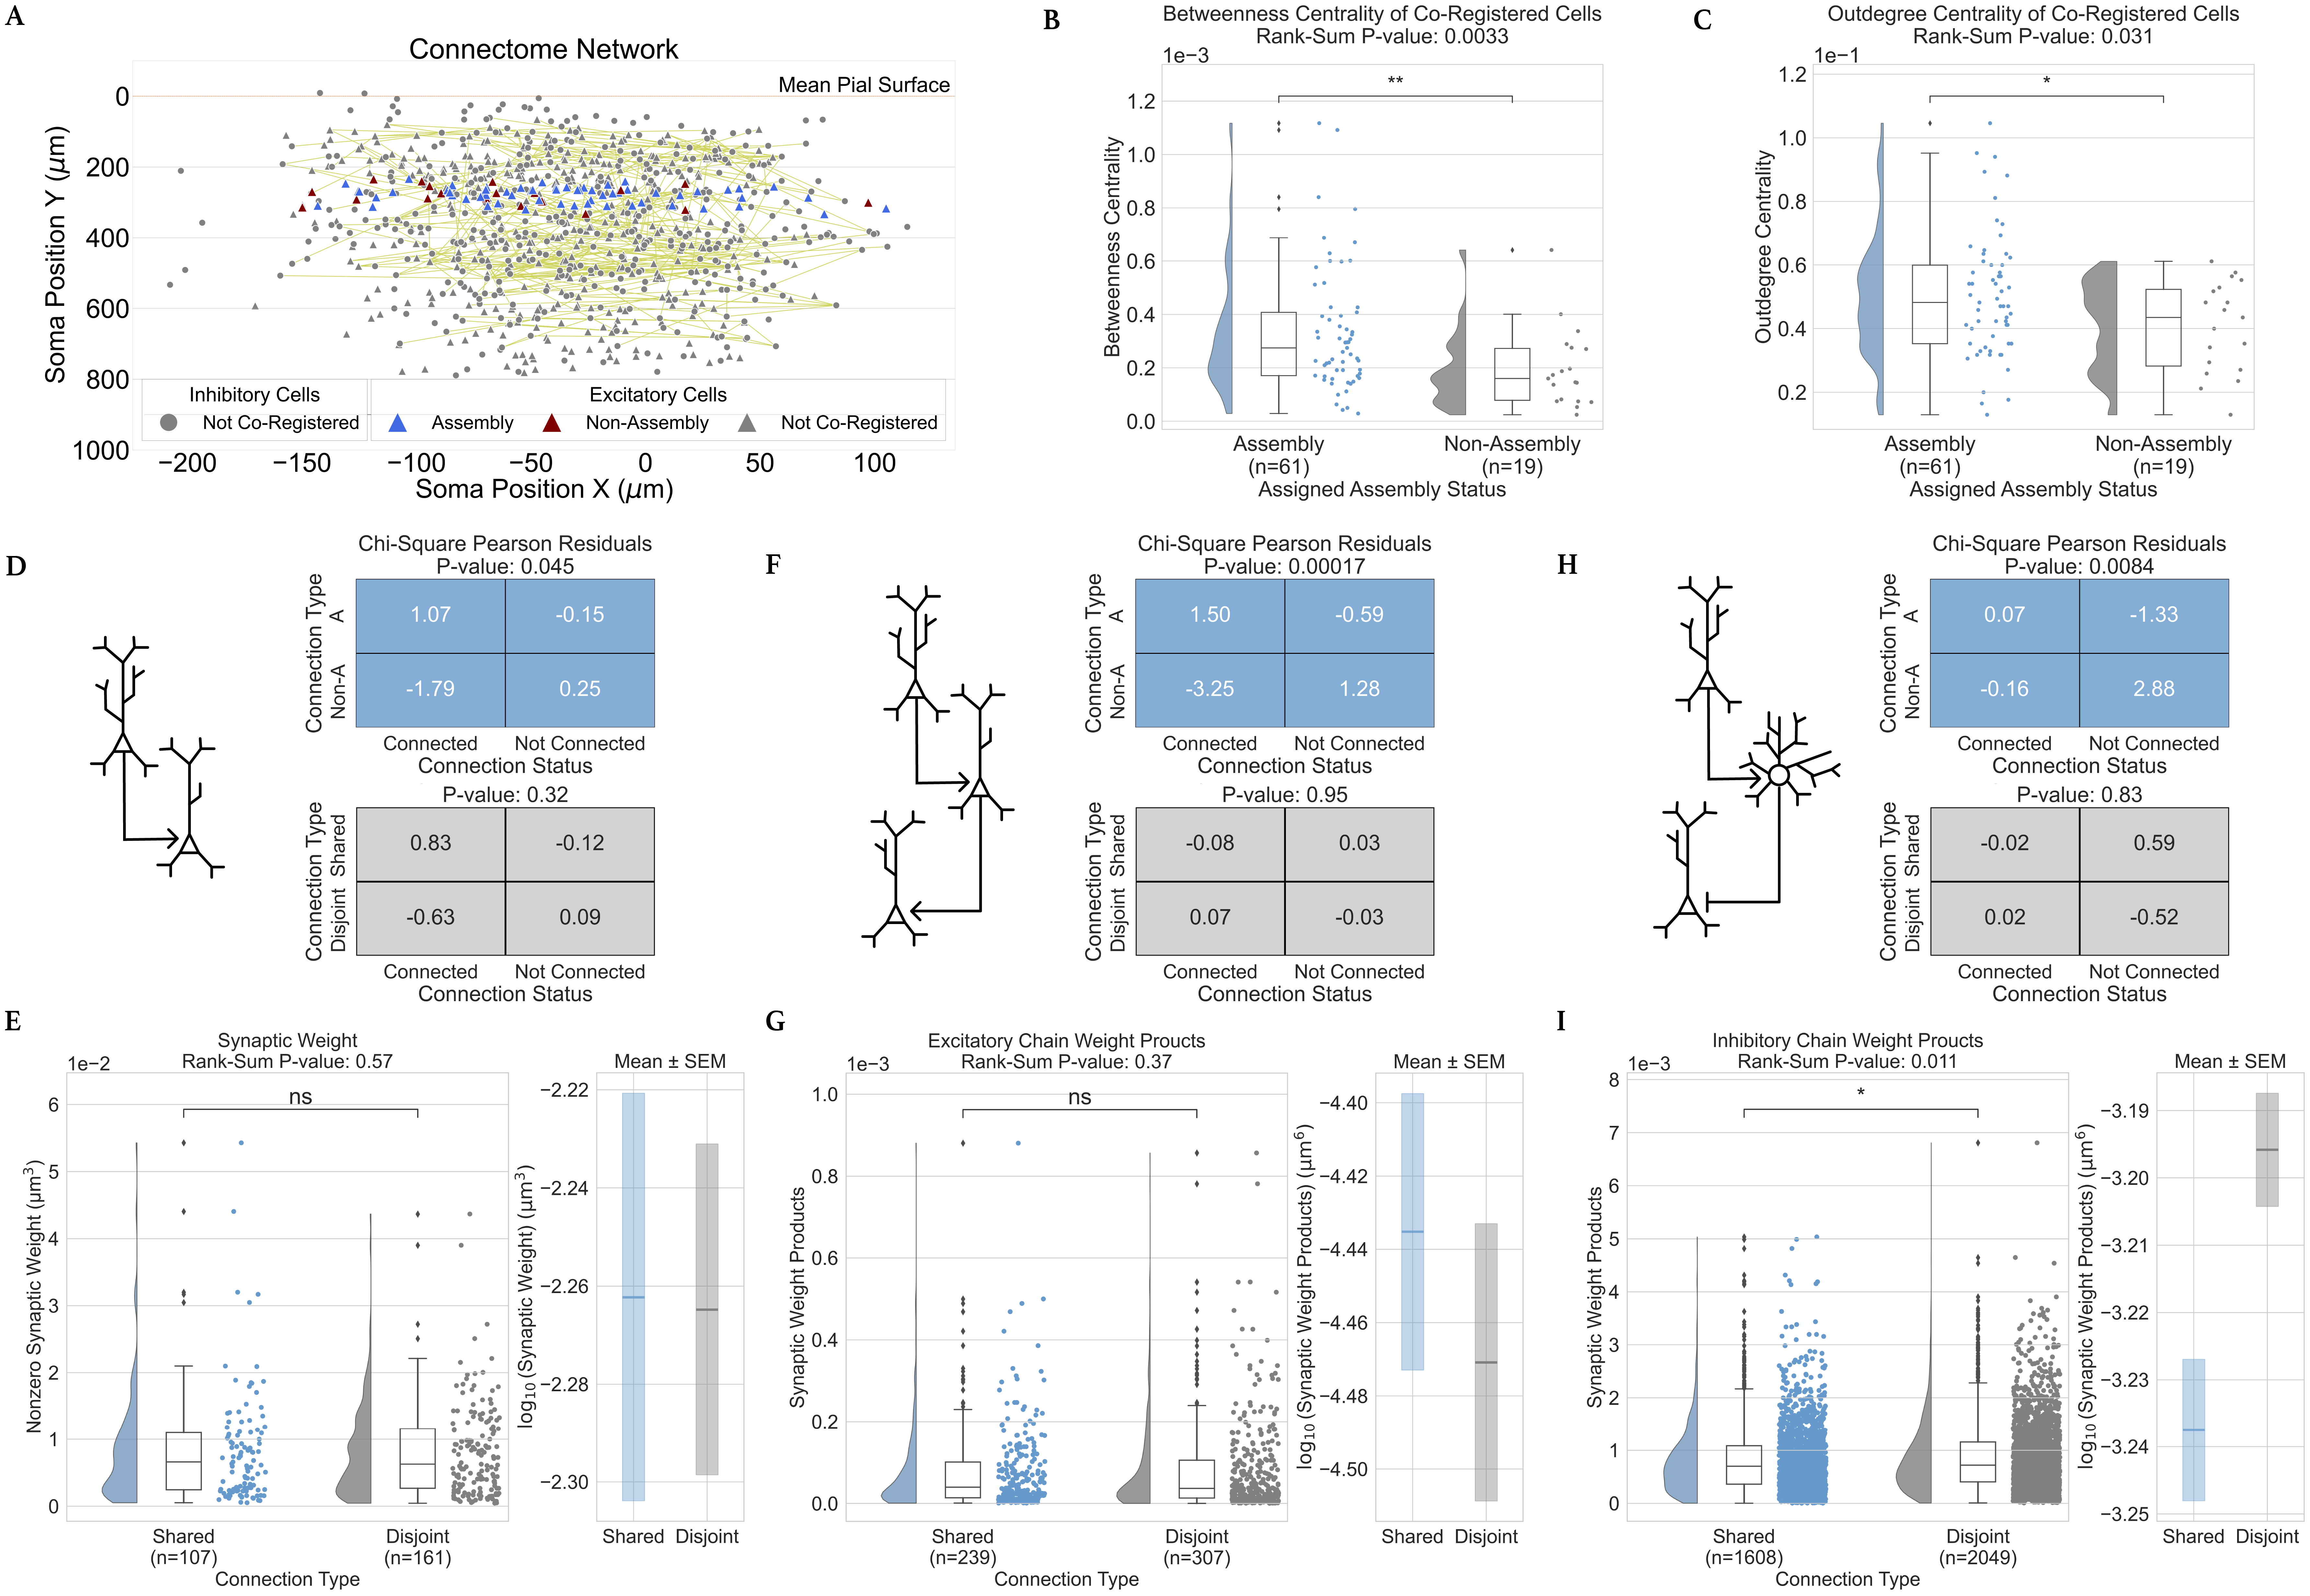 A
Connectome Network
Mean Pial Surface
Soma Position Y (μm)
0
200
400
600
800
1000
Inhibitory Cells
Not Co-Registered
Excitatory Cells
Assembly
Non-Assembly
Not Co-Registered
−200
−150
−100
−50
0
50
100
Soma Position X (μm)
B
Betweenness Centrality of Co-Registered Cells
Rank-Sum P-value: 0.0033
1e−3
**
Betweenness Centrality
1.2
1.0
0.8
0.6
0.4
0.2
0.0
Assembly
(n=61)
Non-Assembly
(n=19)
Assigned Assembly Status
C
Outdegree Centrality of Co-Registered Cells
Rank-Sum P-value: 0.031
1e−1
*
Outdegree Centrality
1.2
1.0
0.8
0.6
0.4
0.2
Assembly
(n=61)
Non-Assembly
(n=19)
Assigned Assembly Status
D
Chi-Square Pearson Residuals
P-value: 0.045
Connection Type
A
Non-A
1.07
-0.15
-1.79
0.25
Connected
Not Connected
Connection Status
P-value: 0.32
Connection Type
Shared
Disjoint
0.83
-0.12
-0.63
0.09
Connected
Not Connected
Connection Status
F
Chi-Square Pearson Residuals
P-value: 0.00017
Connection Type
A
Non-A
1.50
-0.59
-3.25
1.28
Connected
Not Connected
Connection Status
P-value: 0.95
Connection Type
Shared
Disjoint
-0.08
0.03
0.07
-0.03
Connected
Not Connected
Connection Status
H
Chi-Square Pearson Residuals
P-value: 0.0084
Connection Type
A
Non-A
0.07
-1.33
-0.16
2.88
Connected
Not Connected
Connection Status
P-value: 0.83
Connection Type
Shared
Disjoint
-0.02
0.59
0.02
-0.52
Connected
Not Connected
Connection Status
E
Synaptic Weight
Rank-Sum P-value: 0.57
1e−2
ns
Nonzero Synaptic Weight (μm³)
6
5
4
3
2
1
0
Shared
(n=107)
Disjoint
(n=161)
Connection Type
Mean ± SEM
log₁₀ (Synaptic Weight) (μm³)
−2.22
−2.24
−2.26
−2.28
−2.30
Shared
Disjoint
G
Excitatory Chain Weight Proucts
Rank-Sum P-value: 0.37
1e−3
ns
Synaptic Weight Products
1.0
0.8
0.6
0.4
0.2
0.0
Shared
(n=239)
Disjoint
(n=307)
Connection Type
Mean ± SEM
log₁₀ (Synaptic Weight Products) (μm⁶)
−4.40
−4.42
−4.44
−4.46
−4.48
−4.50
Shared
Disjoint
I
Inhibitory Chain Weight Proucts
Rank-Sum P-value: 0.011
1e−3
*
Synaptic Weight Products
8
7
6
5
4
3
2
1
0
Shared
(n=1608)
Disjoint
(n=2049)
Connection Type
Mean ± SEM
log₁₀ (Synaptic Weight Products) (μm⁶)
−3.19
−3.20
−3.21
−3.22
−3.23
−3.24
−3.25
Shared
Disjoint